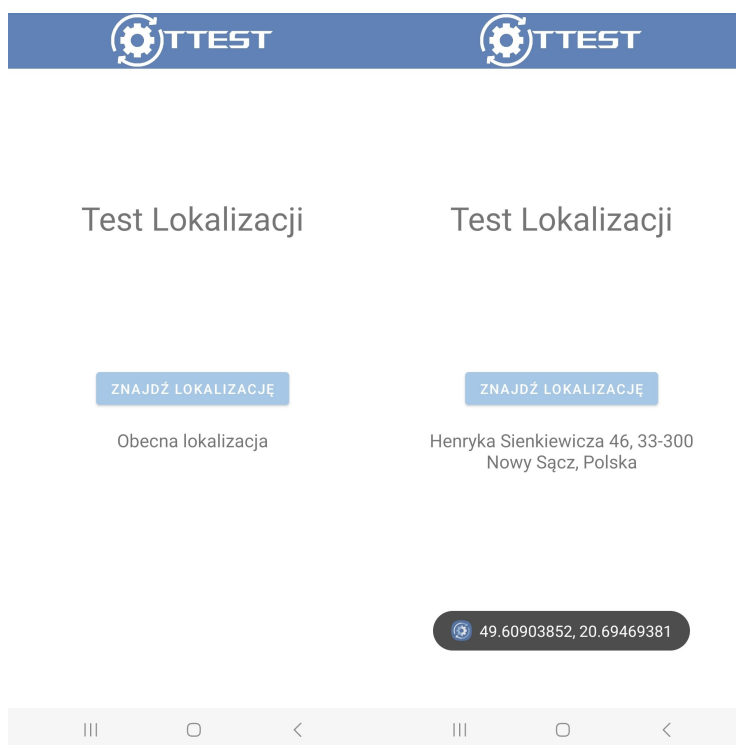 TTEST
Test Lokalizacji
ZNAJDŹ LOKALIZACJĘ
Obecna lokalizacja
TTEST
Test Lokalizacji
ZNAJDŹ LOKALIZACJĘ
Henryka Sienkiewicza 46, 33-300
Nowy Sącz, Polska
49.60903852, 20.69469381